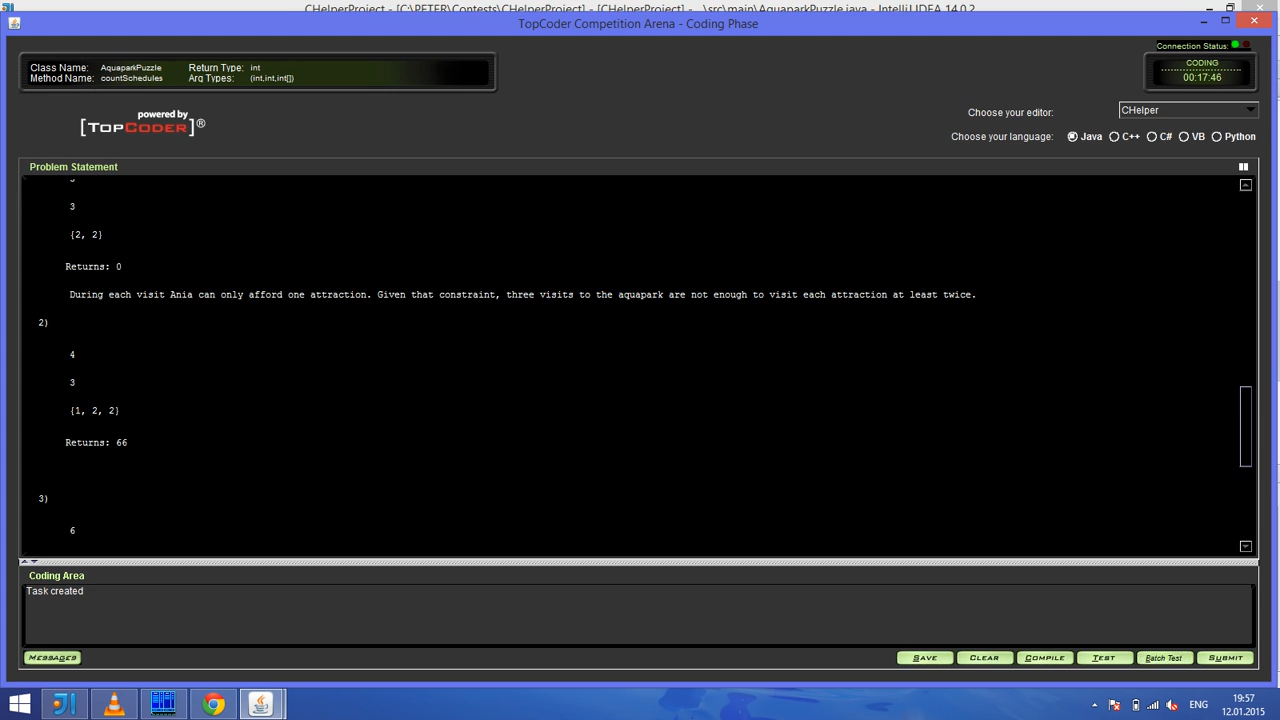 CHelperProject - [C:\PETER\Contests\CHelperProject] - [CHelperProject] - ...\src\main\AquaparkPuzzle.java - IntelliJ IDEA 14.0.2
TopCoder Competition Arena - Coding Phase
Connection Status:
Class Name: AquaparkPuzzle Return Type: int
Method Name: countSchedules Arg Types: (int,int,int[])
CODING
00:17:46
powered by
[TOPCODER]®
Choose your editor: CHelper
Choose your language: Java C++ C# VB Python
Problem Statement
3
{2, 2}
Returns: 0
During each visit Ania can only afford one attraction. Given that constraint, three visits to the aquapark are not enough to visit each attraction at least twice.
2)
4
3
{1, 2, 2}
Returns: 66
3)
6
Coding Area
Task created
MESSAGES SAVE CLEAR COMPILE TEST Batch Test SUBMIT
ENG 19:57
12.01.2015